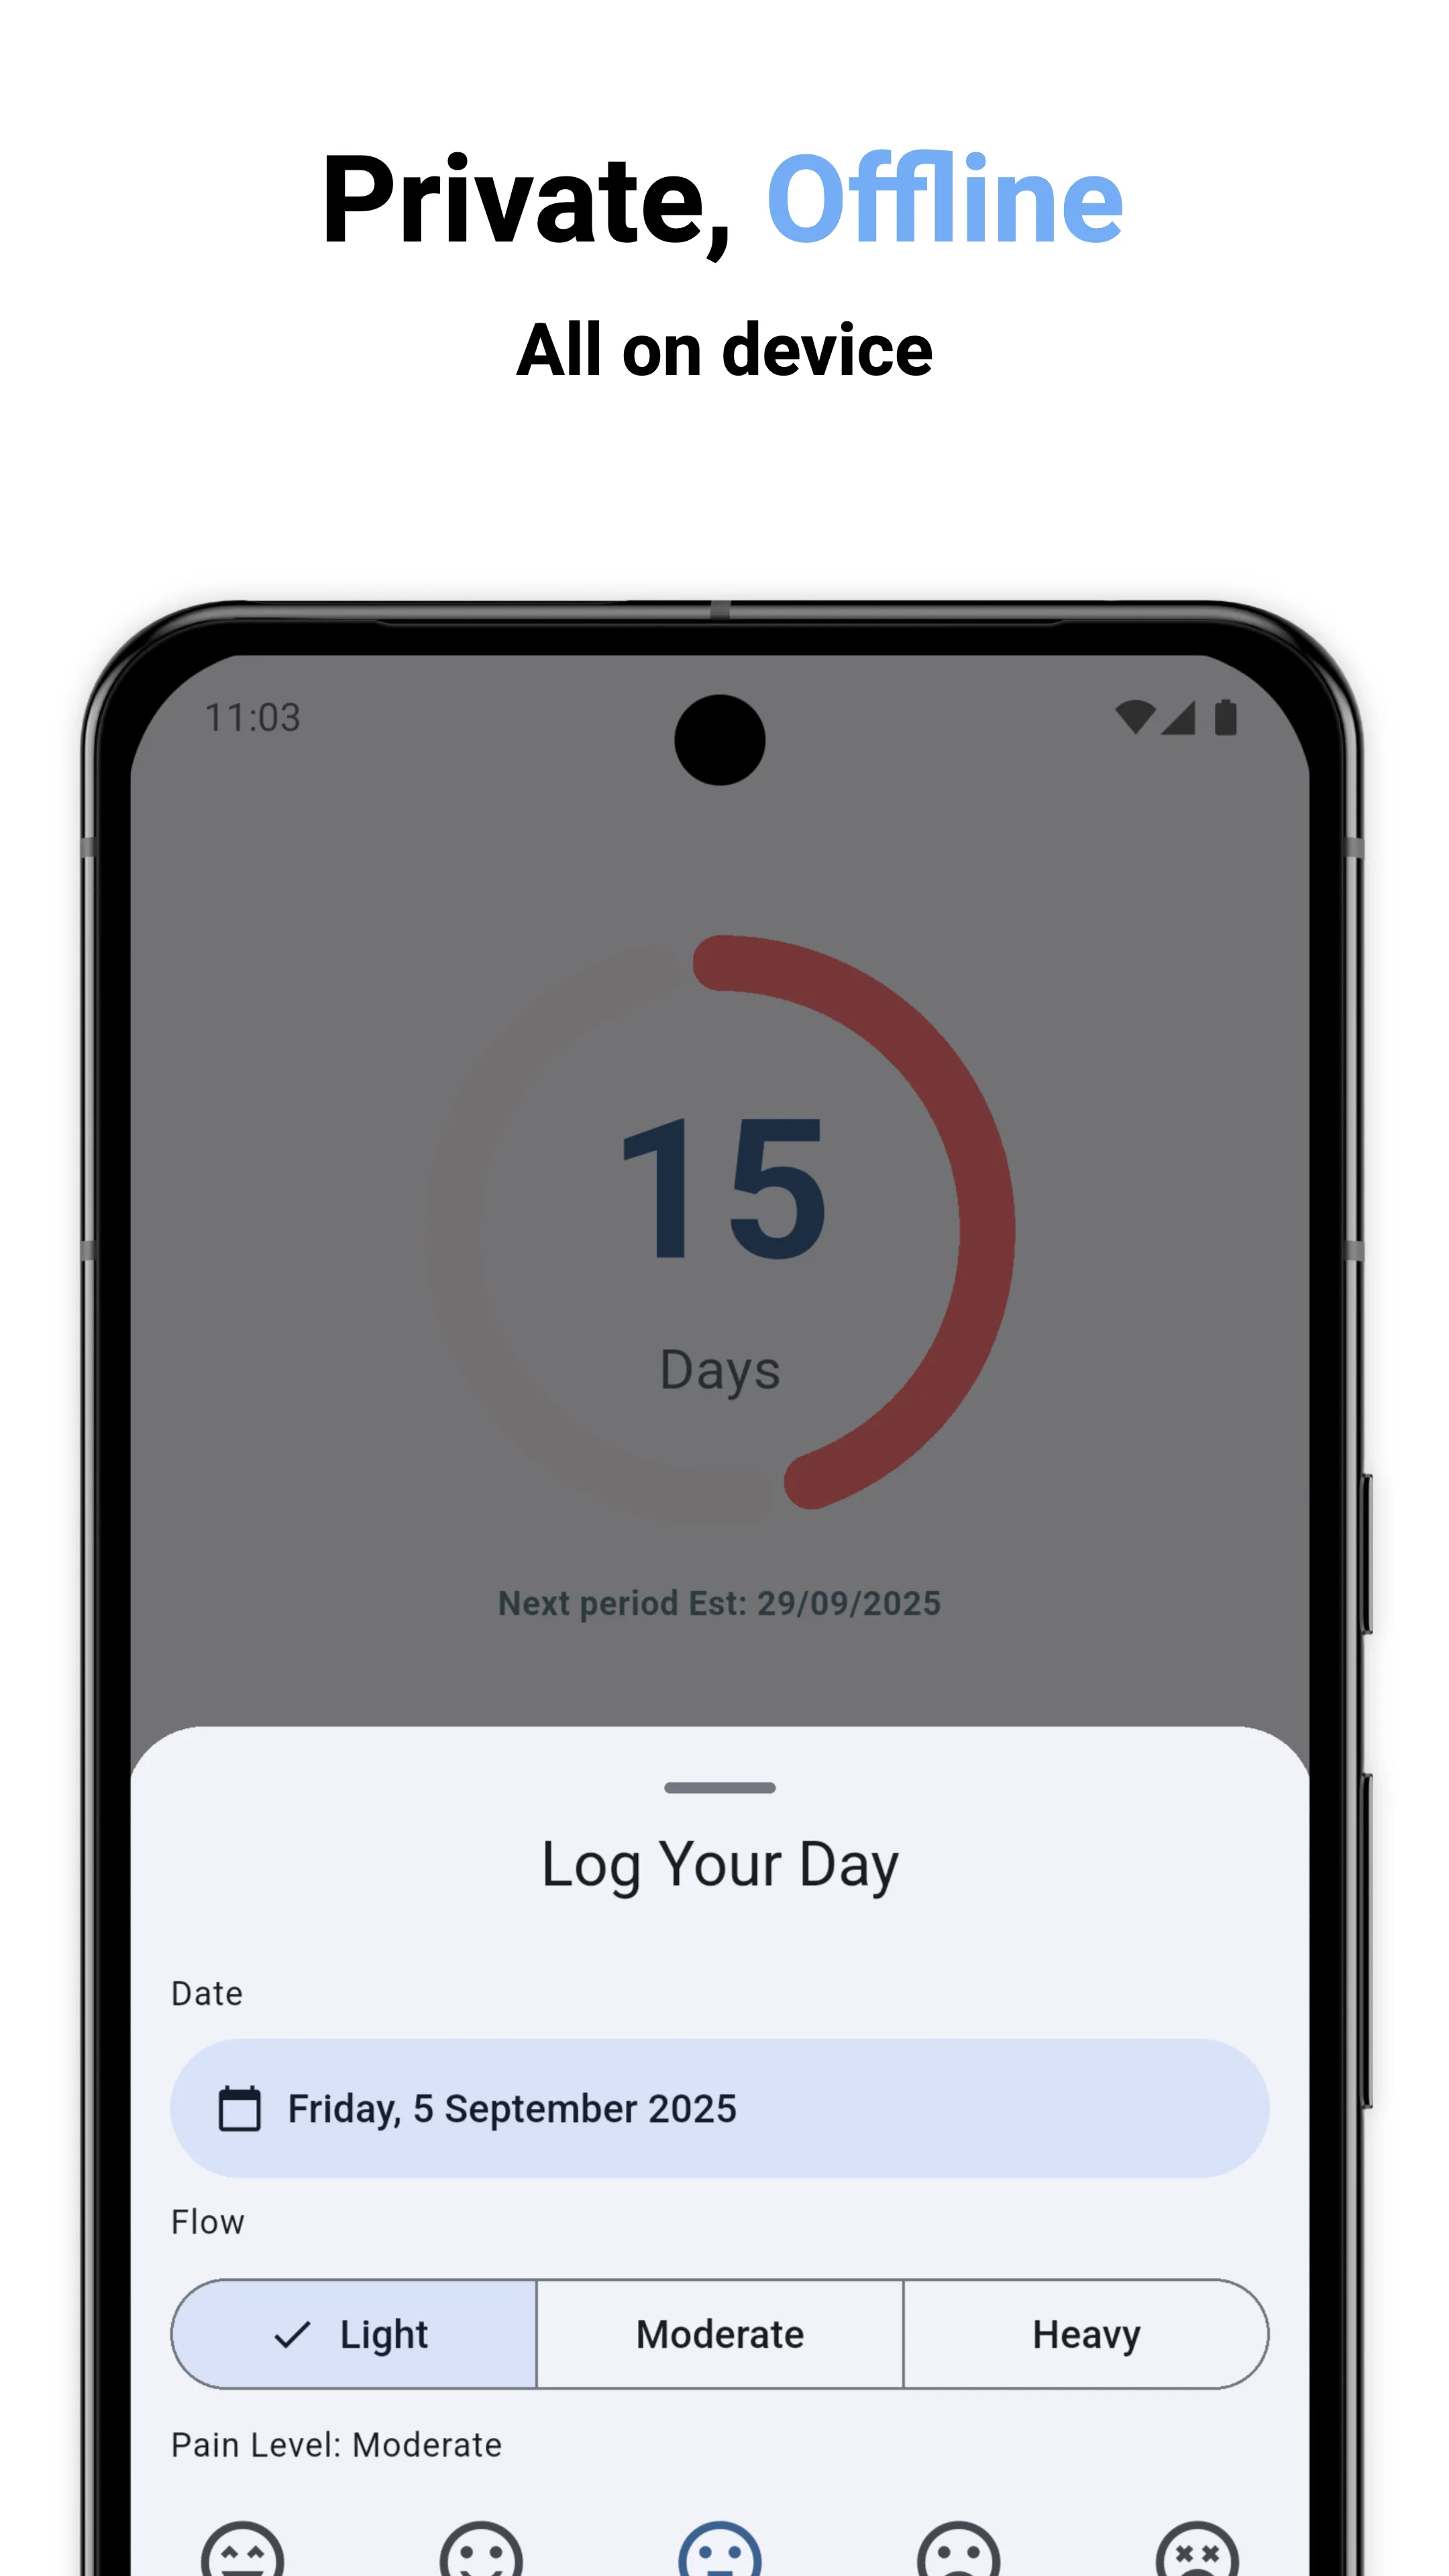 Private, Offline
All on device
11:03
15
Days
Next period Est: 29/09/2025
Log Your Day
Date
Friday, 5 September 2025
Flow
Light Moderate Heavy
Pain Level: Moderate